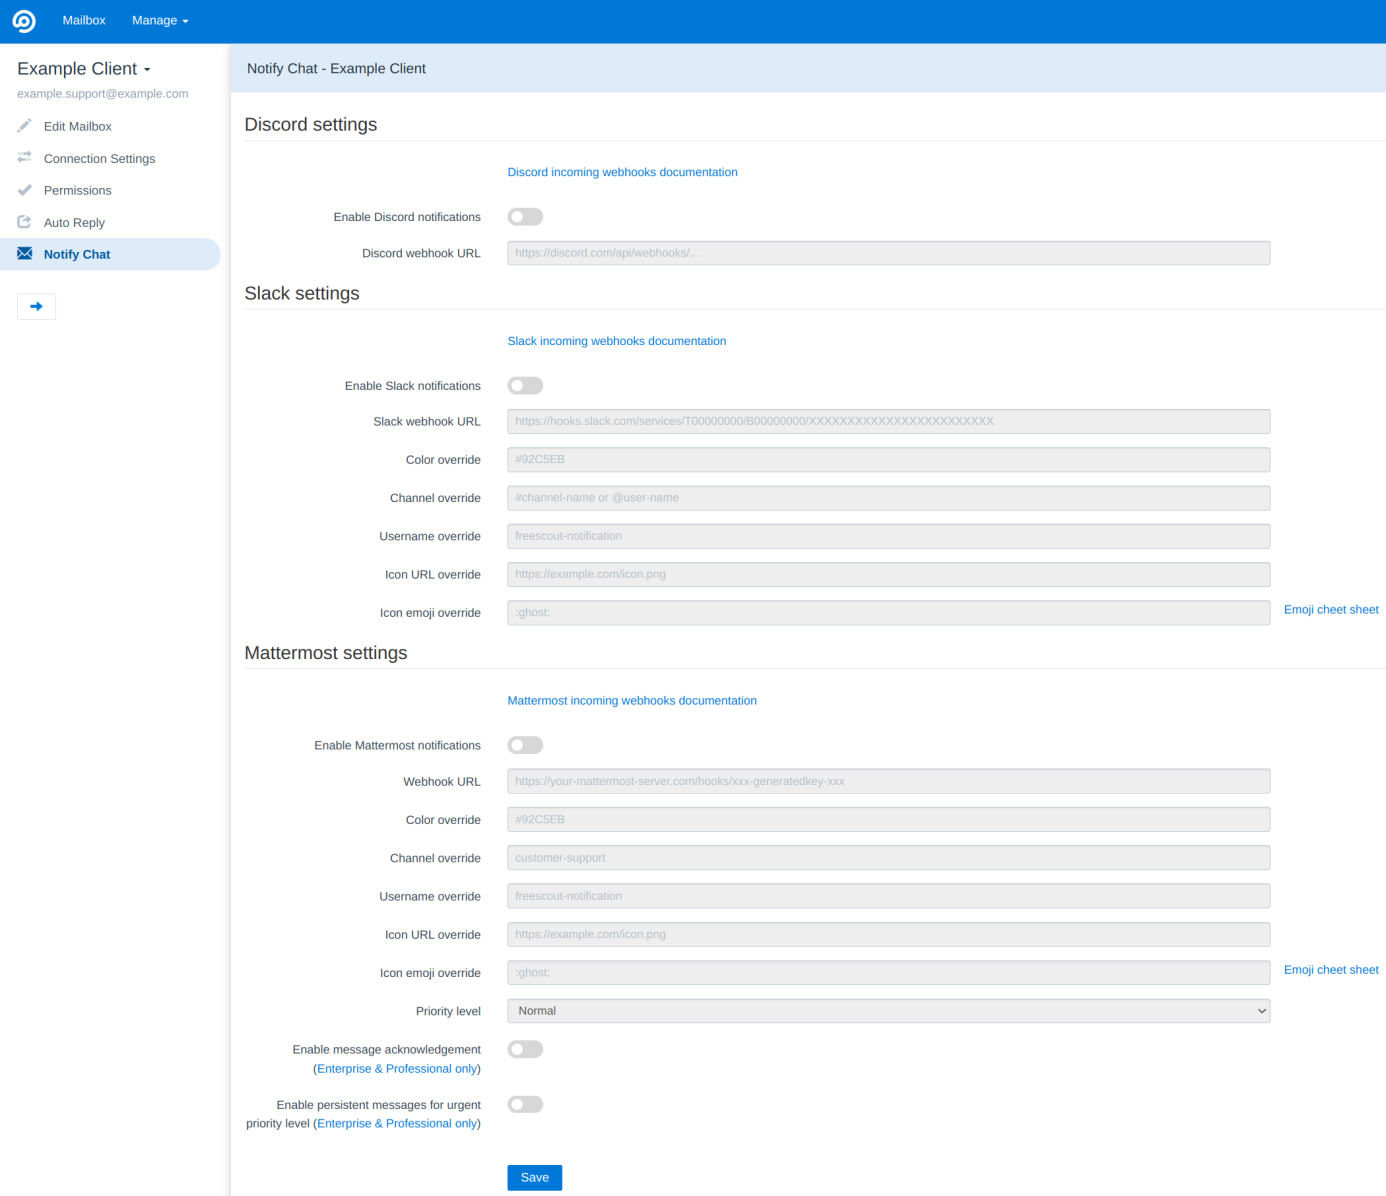 Mailbox
Manage
Example Client
example.support@example.com
Edit Mailbox
Connection Settings
Permissions
Auto Reply
Notify Chat
Notify Chat - Example Client
Discord settings
Discord incoming webhooks documentation
Enable Discord notifications
Discord webhook URL
https://discord.com/api/webhooks/...
Slack settings
Slack incoming webhooks documentation
Enable Slack notifications
Slack webhook URL
https://hooks.slack.com/services/T00000000/B00000000/XXXXXXXXXXXXXXXXXXXXXXXX
Color override
#92C5EB
Channel override
#channel-name or @user-name
Username override
freescout-notification
Icon URL override
https://example.com/icon.png
Icon emoji override
:ghost:
Emoji cheet sheet
Mattermost settings
Mattermost incoming webhooks documentation
Enable Mattermost notifications
Webhook URL
https://your-mattermost-server.com/hooks/xxx-generatedkey-xxx
Color override
#92C5EB
Channel override
customer-support
Username override
freescout-notification
Icon URL override
https://example.com/icon.png
Icon emoji override
:ghost:
Emoji cheet sheet
Priority level
Normal
Enable message acknowledgement
(Enterprise & Professional only)
Enable persistent messages for urgent
priority level (Enterprise & Professional only)
Save